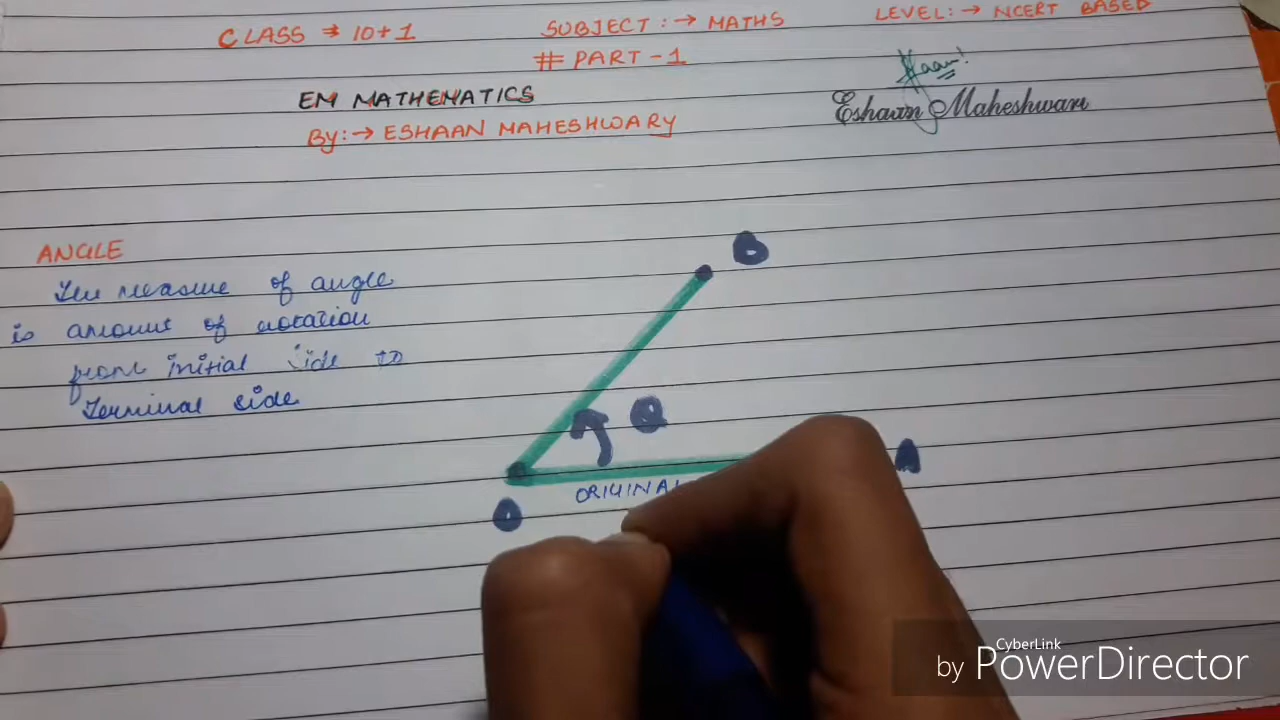 CLASS → 10+1
SUBJECT :→ MATHS
LEVEL:→ NCERT BASED
# PART - 1
EM MATHEMATICS
Eshaan Maheshwari
By:→ ESHAAN MAHESHWARY
ANGLE
The measure of angle
is amount of rotation
from initial side to
Terminal side
B
θ
A
ORIGINAL
O
CyberLink
by PowerDirector